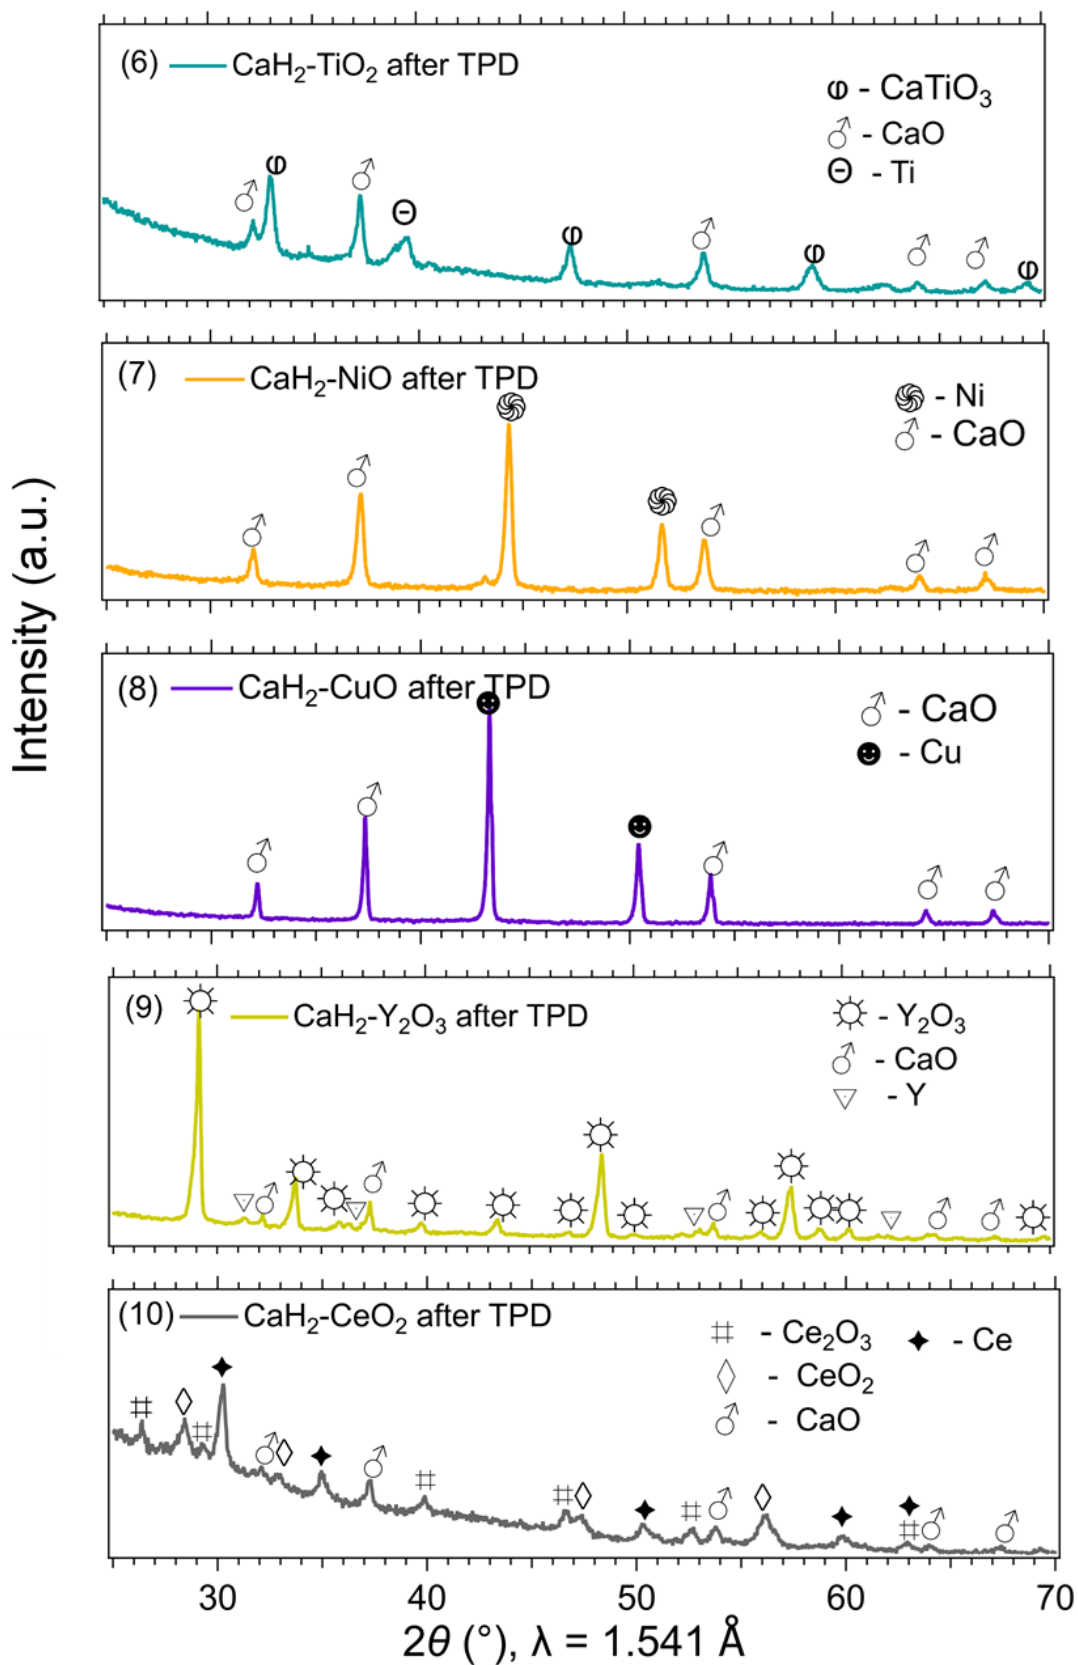 (6) CaH₂-TiO₂ after TPD
φ - CaTiO₃
♂ - CaO
Θ - Ti
(7) CaH₂-NiO after TPD
- Ni
♂ - CaO
(8) CaH₂-CuO after TPD
♂ - CaO
☻ - Cu
(9) CaH₂-Y₂O₃ after TPD
- Y₂O₃
♂ - CaO
▽ - Y
(10) CaH₂-CeO₂ after TPD
⌗ - Ce₂O₃ ✦ - Ce
◊ - CeO₂
♂ - CaO
Intensity (a.u.)
30 40 50 60 70
2θ (°), λ = 1.541 Å